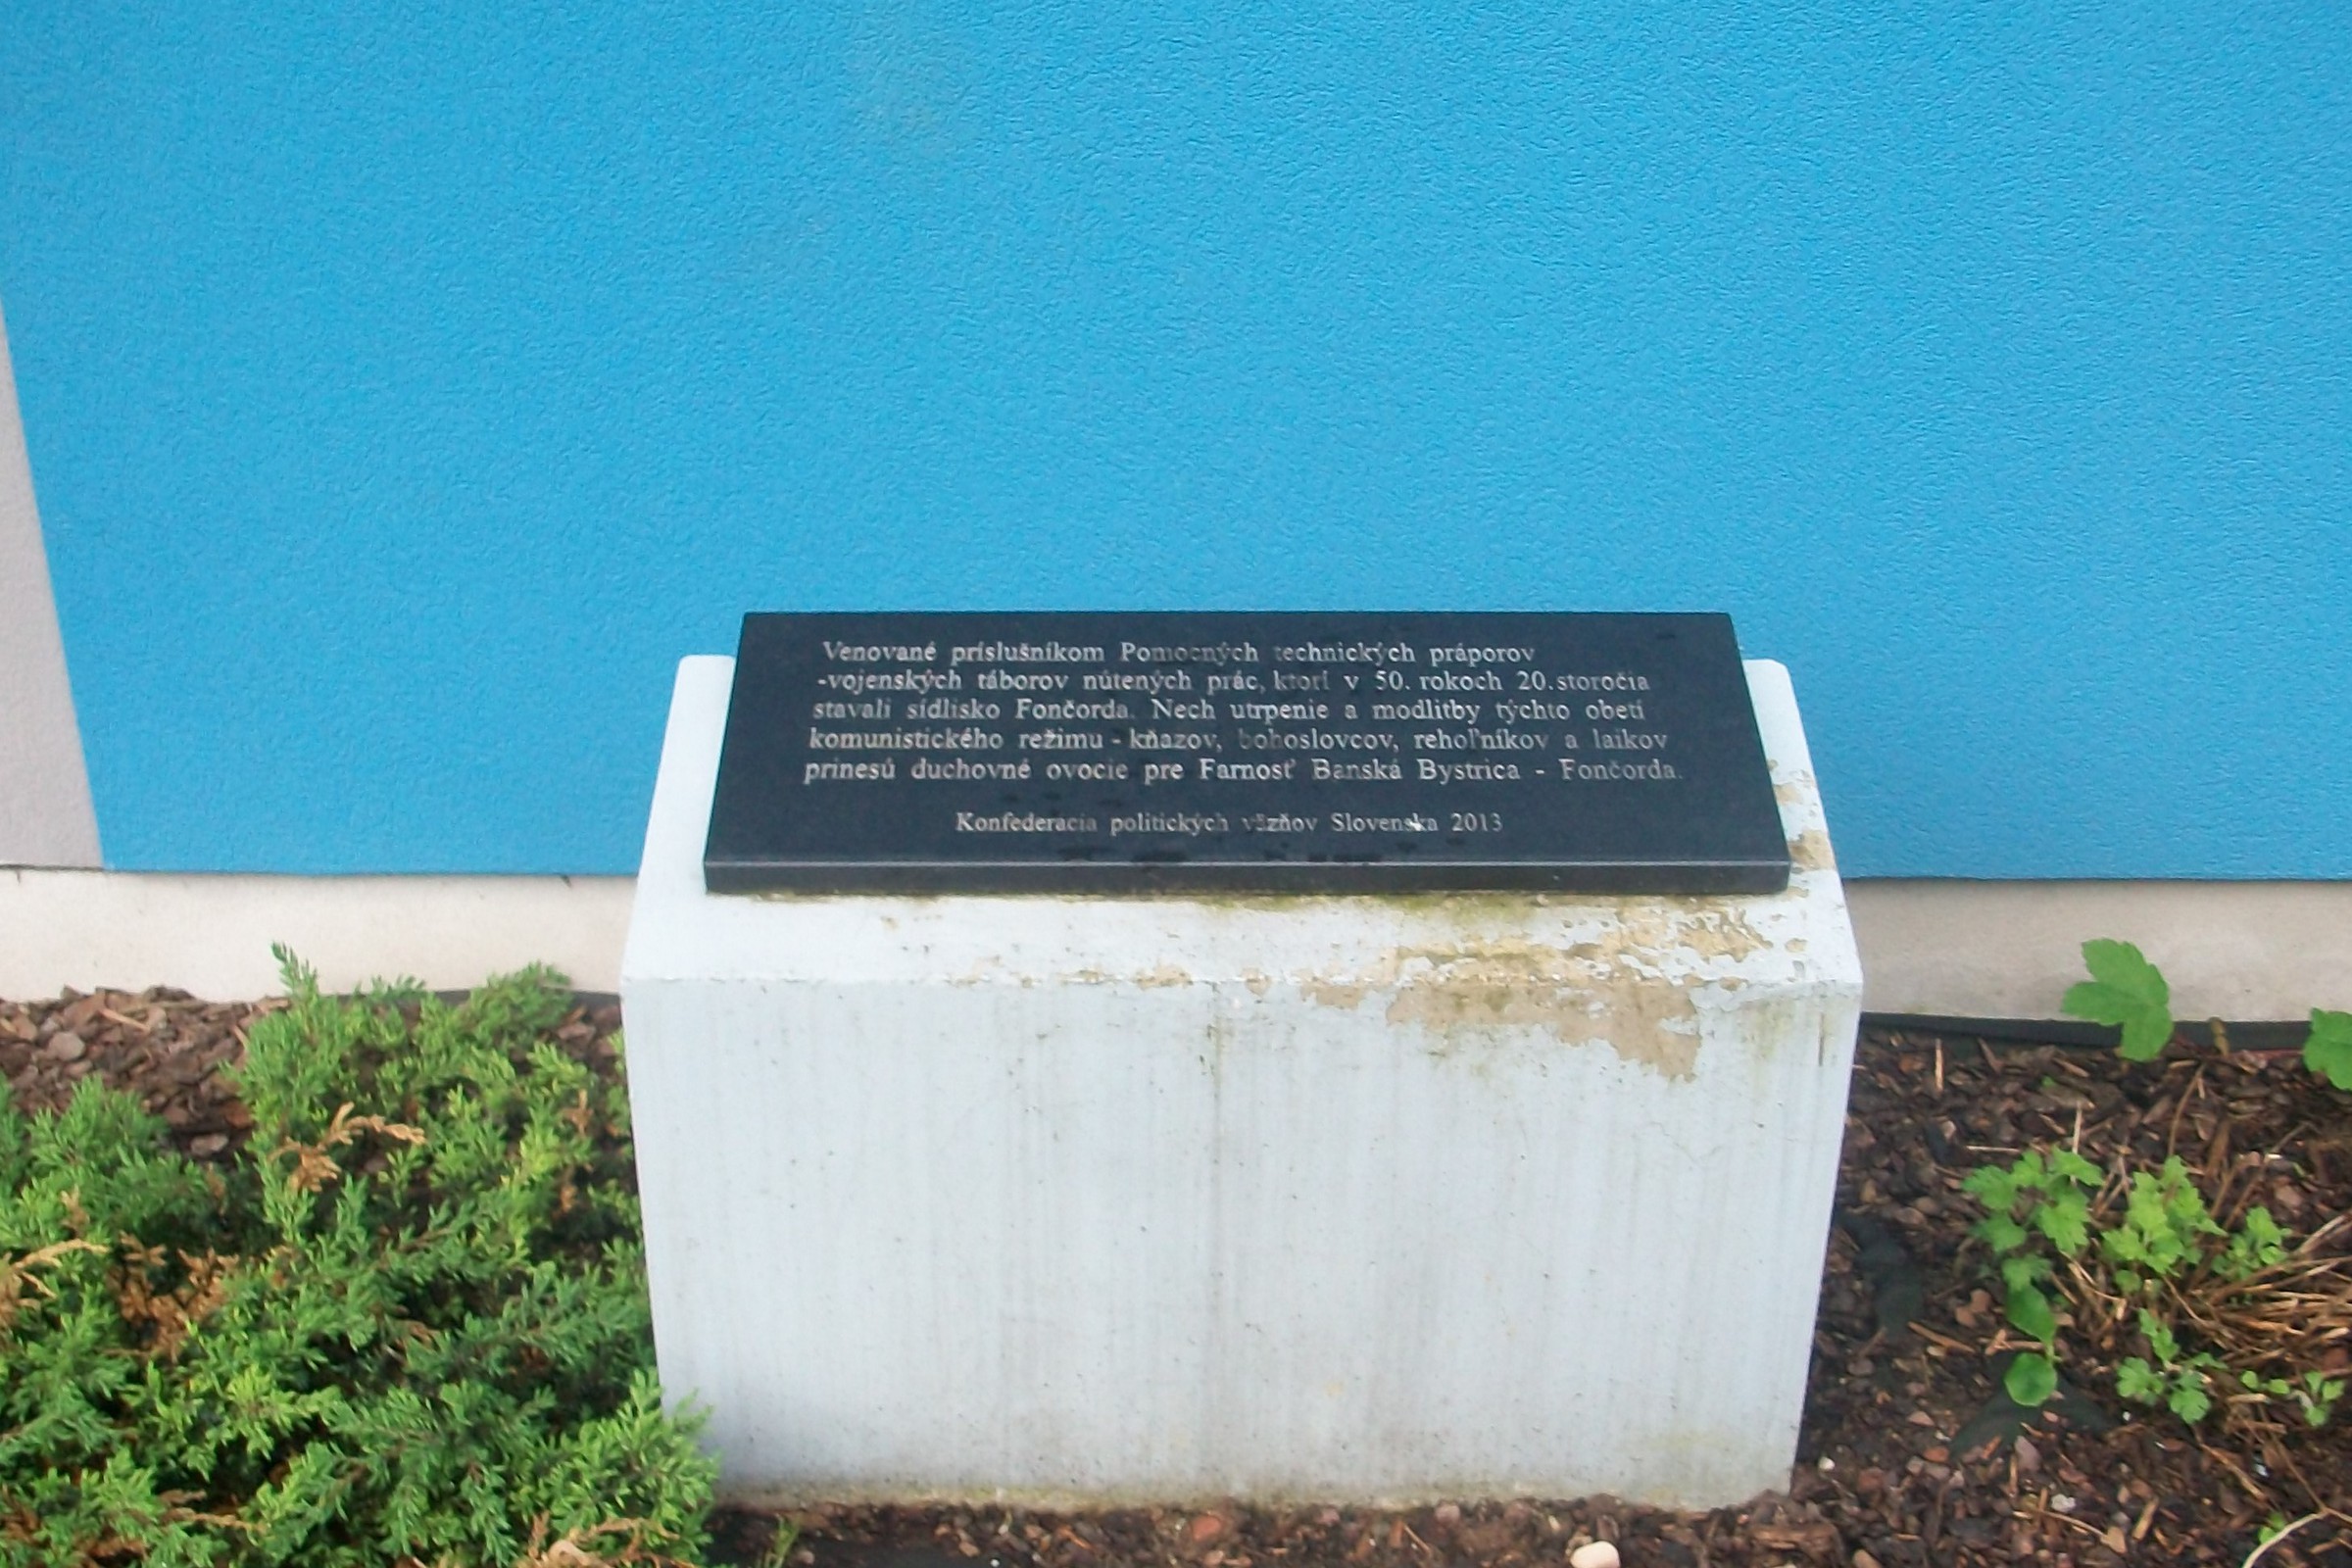 Venované príslušníkom Pomocných technických práporov
-vojenských táborov nútených prác, ktorí v 50. rokoch 20.storočia
stavali sídlisko Fončorda. Nech utrpenie a modlitby týchto obetí
komunistického režimu - kňazov, bohoslovcov, rehoľníkov a laikov
prinesú duchovné ovocie pre Farnosť Banská Bystrica - Fončorda.
Konfederácia politických väzňov Slovenska 2013